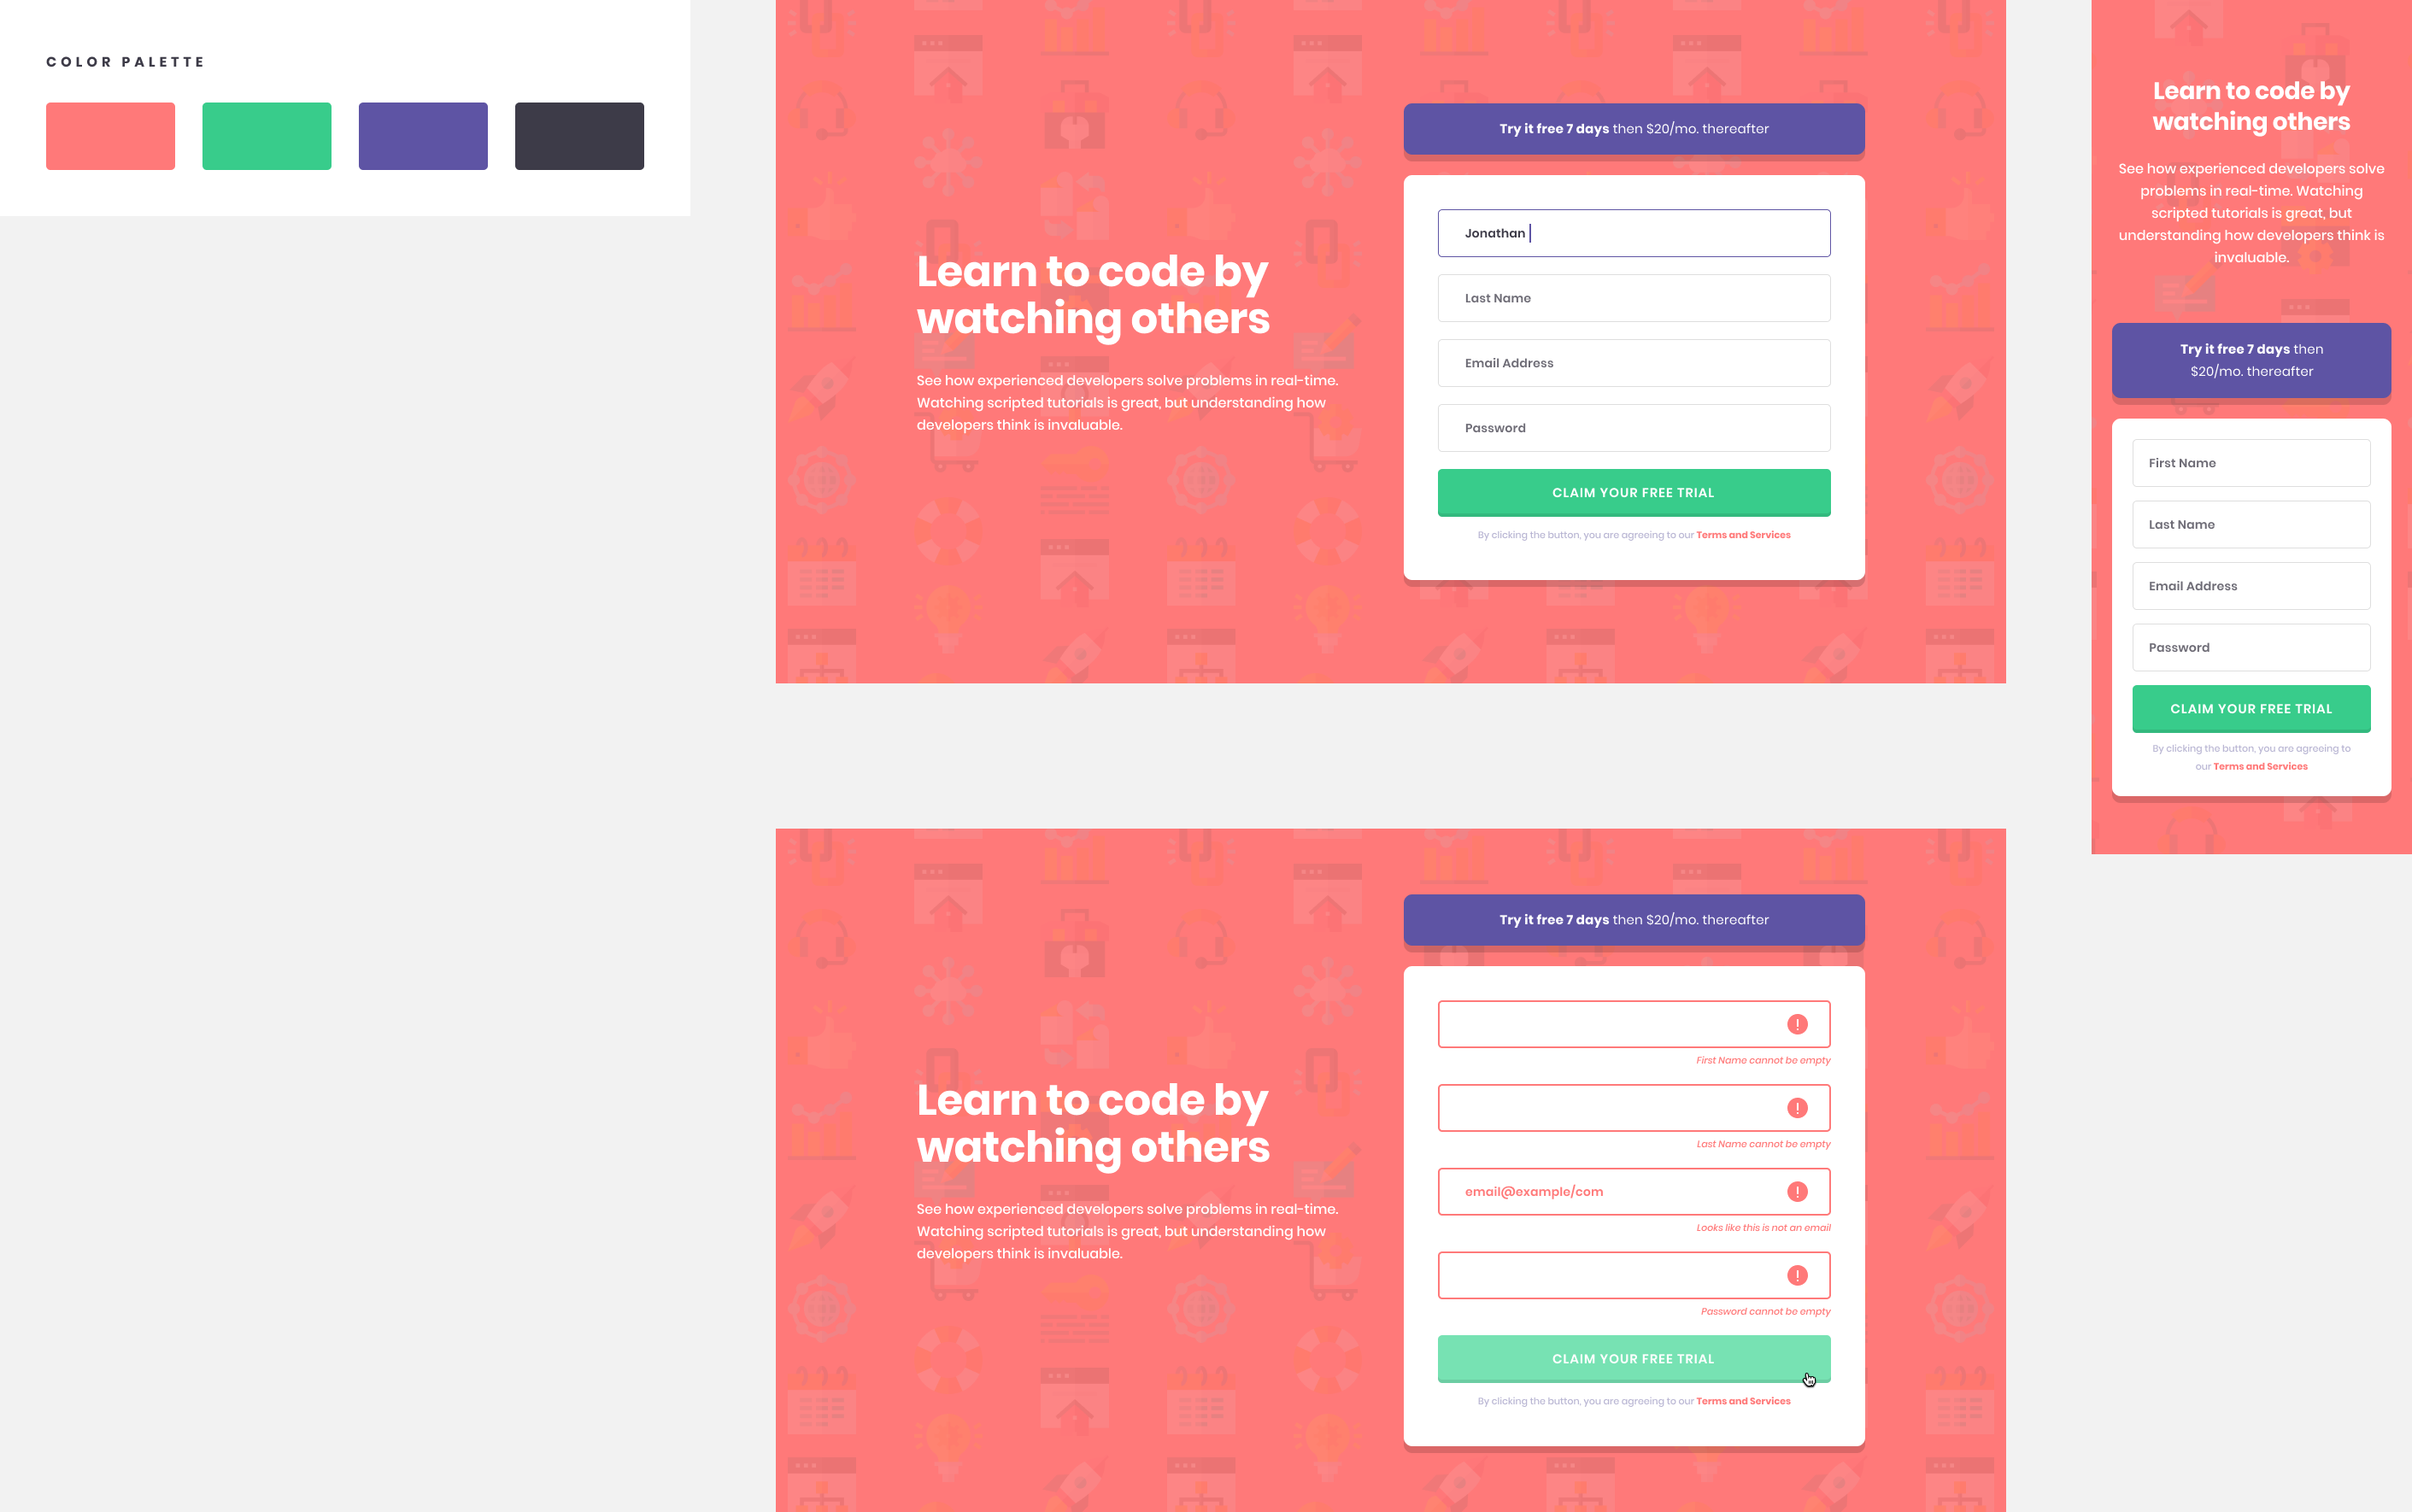 COLOR PALETTE
Try it free 7 days then $20/mo. thereafter
Learn to code by
watching others
See how experienced developers solve problems in real-time.
Watching scripted tutorials is great, but understanding how
developers think is invaluable.
Jonathan
Last Name
Email Address
Password
CLAIM YOUR FREE TRIAL
By clicking the button, you are agreeing to our Terms and Services
Learn to code by
watching others
See how experienced developers solve
problems in real-time. Watching
scripted tutorials is great, but
understanding how developers think is
invaluable.
Try it free 7 days then
$20/mo. thereafter
First Name
Last Name
Email Address
Password
CLAIM YOUR FREE TRIAL
By clicking the button, you are agreeing to
our Terms and Services
Try it free 7 days then $20/mo. thereafter
Learn to code by
watching others
See how experienced developers solve problems in real-time.
Watching scripted tutorials is great, but understanding how
developers think is invaluable.
!
First Name cannot be empty
!
Last Name cannot be empty
email@example/com !
Looks like this is not an email
!
Password cannot be empty
CLAIM YOUR FREE TRIAL
By clicking the button, you are agreeing to our Terms and Services